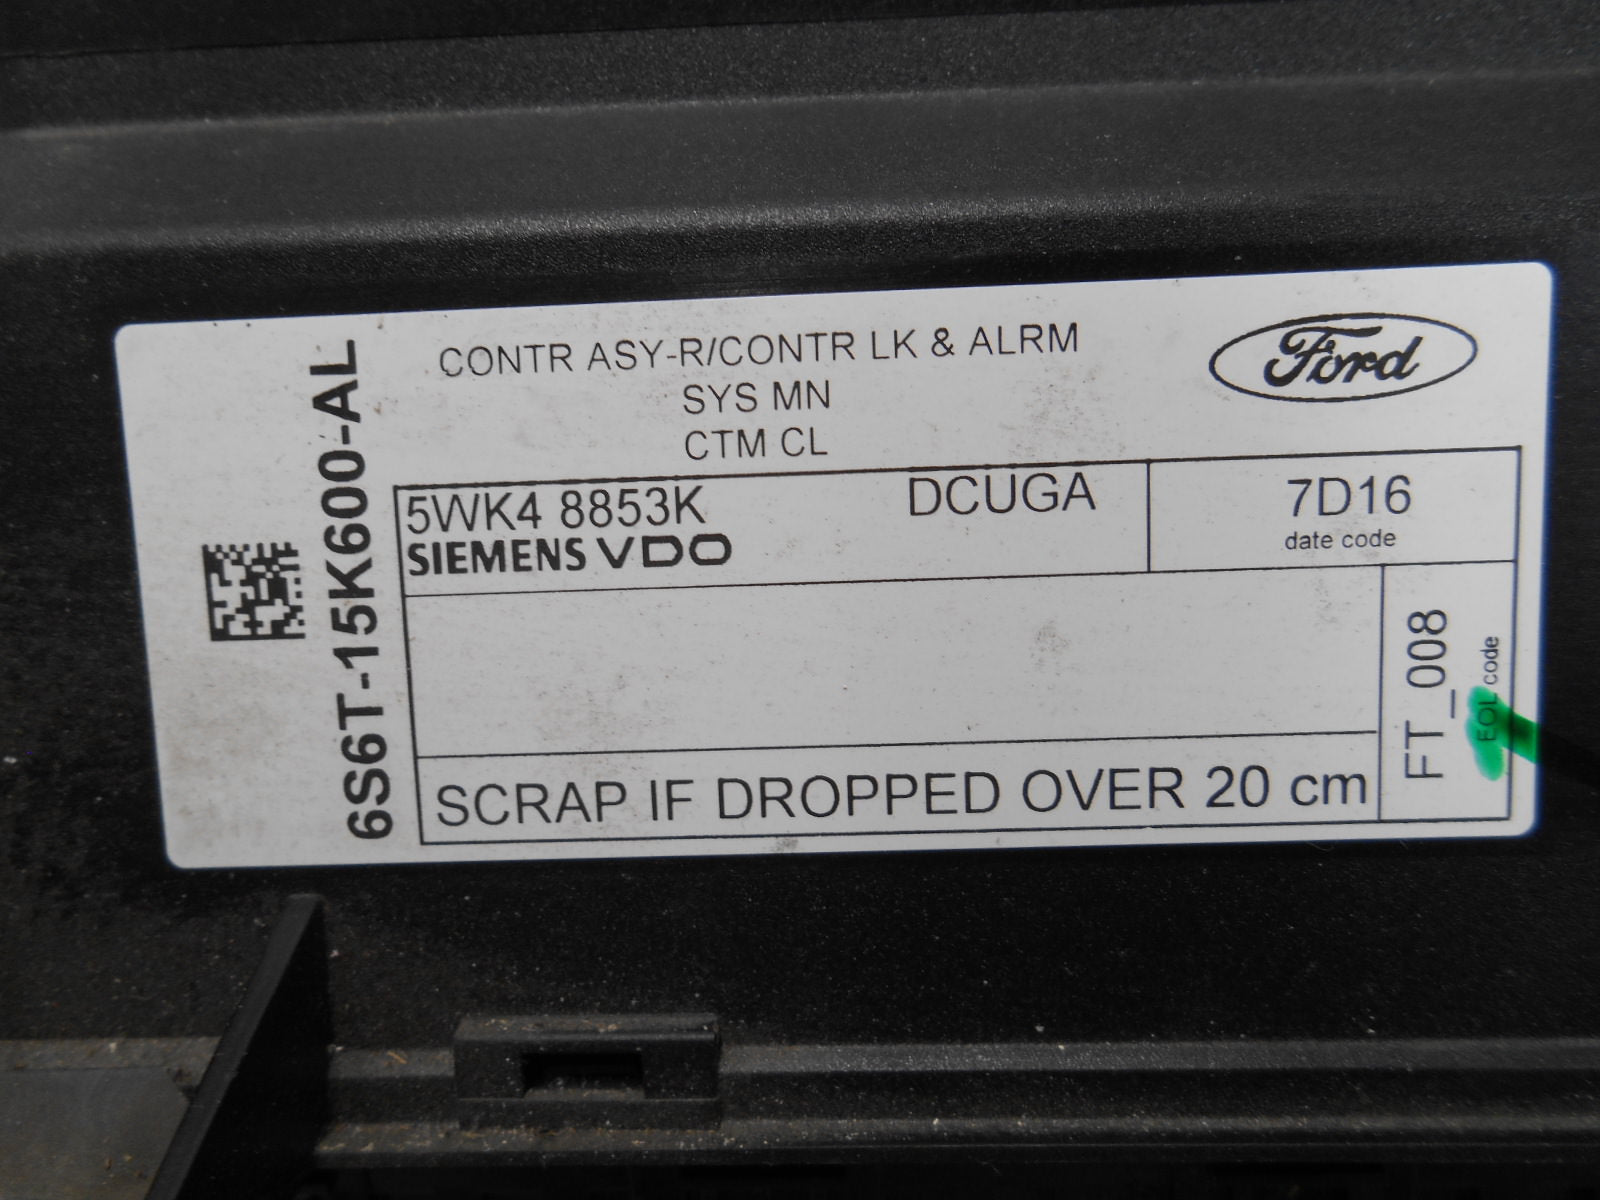 CONTR ASY-R/CONTR LK & ALRM
SYS MN
CTM CL
Ford
6S6T-15K600-AL
5WK4 8853K
DCUGA
SIEMENS VDO
7D16
date code
FT_008
EOL code
SCRAP IF DROPPED OVER 20 cm